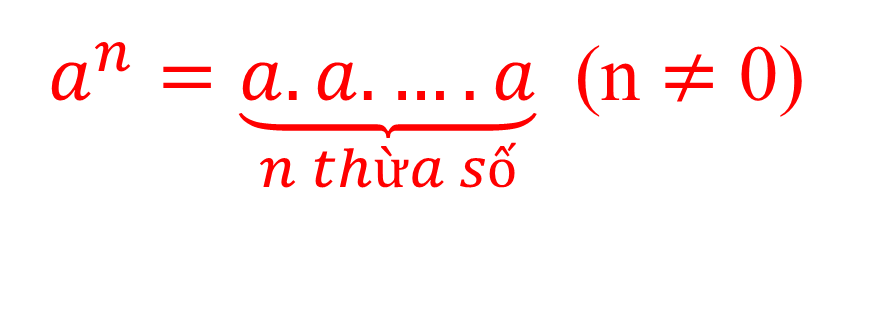 aⁿ = a. a. … . a (n ≠ 0)
n thừa số